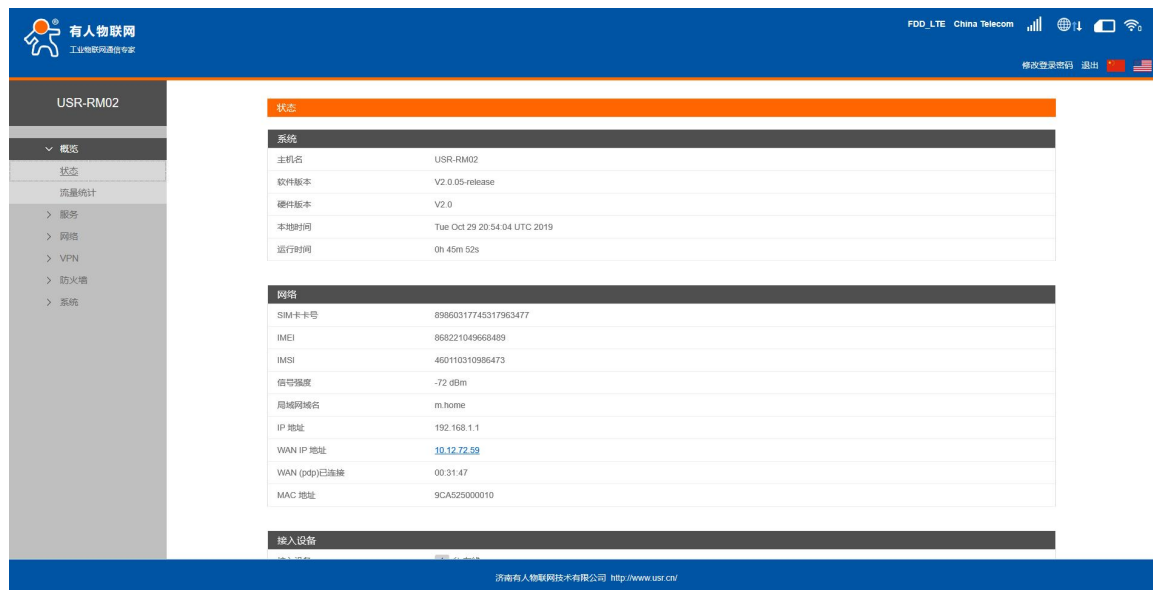 有人物联网
工业物联网通信专家
®
FDD_LTE China Telecom
修改登录密码 退出
USR-RM02
概览
状态
流量统计
服务
网络
VPN
防火墙
系统
状态
系统
主机名 USR-RM02
软件版本 V2.0.05-release
硬件版本 V2.0
本地时间 Tue Oct 29 20:54:04 UTC 2019
运行时间 0h 45m 52s
网络
SIM卡卡号 89860317745317963477
IMEI 868221049668489
IMSI 460110310986473
信号强度 -72 dBm
局域网域名 m.home
IP 地址 192.168.1.1
WAN IP 地址 10.12.72.59
WAN (pdp)已连接 00:31:47
MAC 地址 9CA525000010
接入设备
济南有人物联网技术有限公司 http://www.usr.cn/